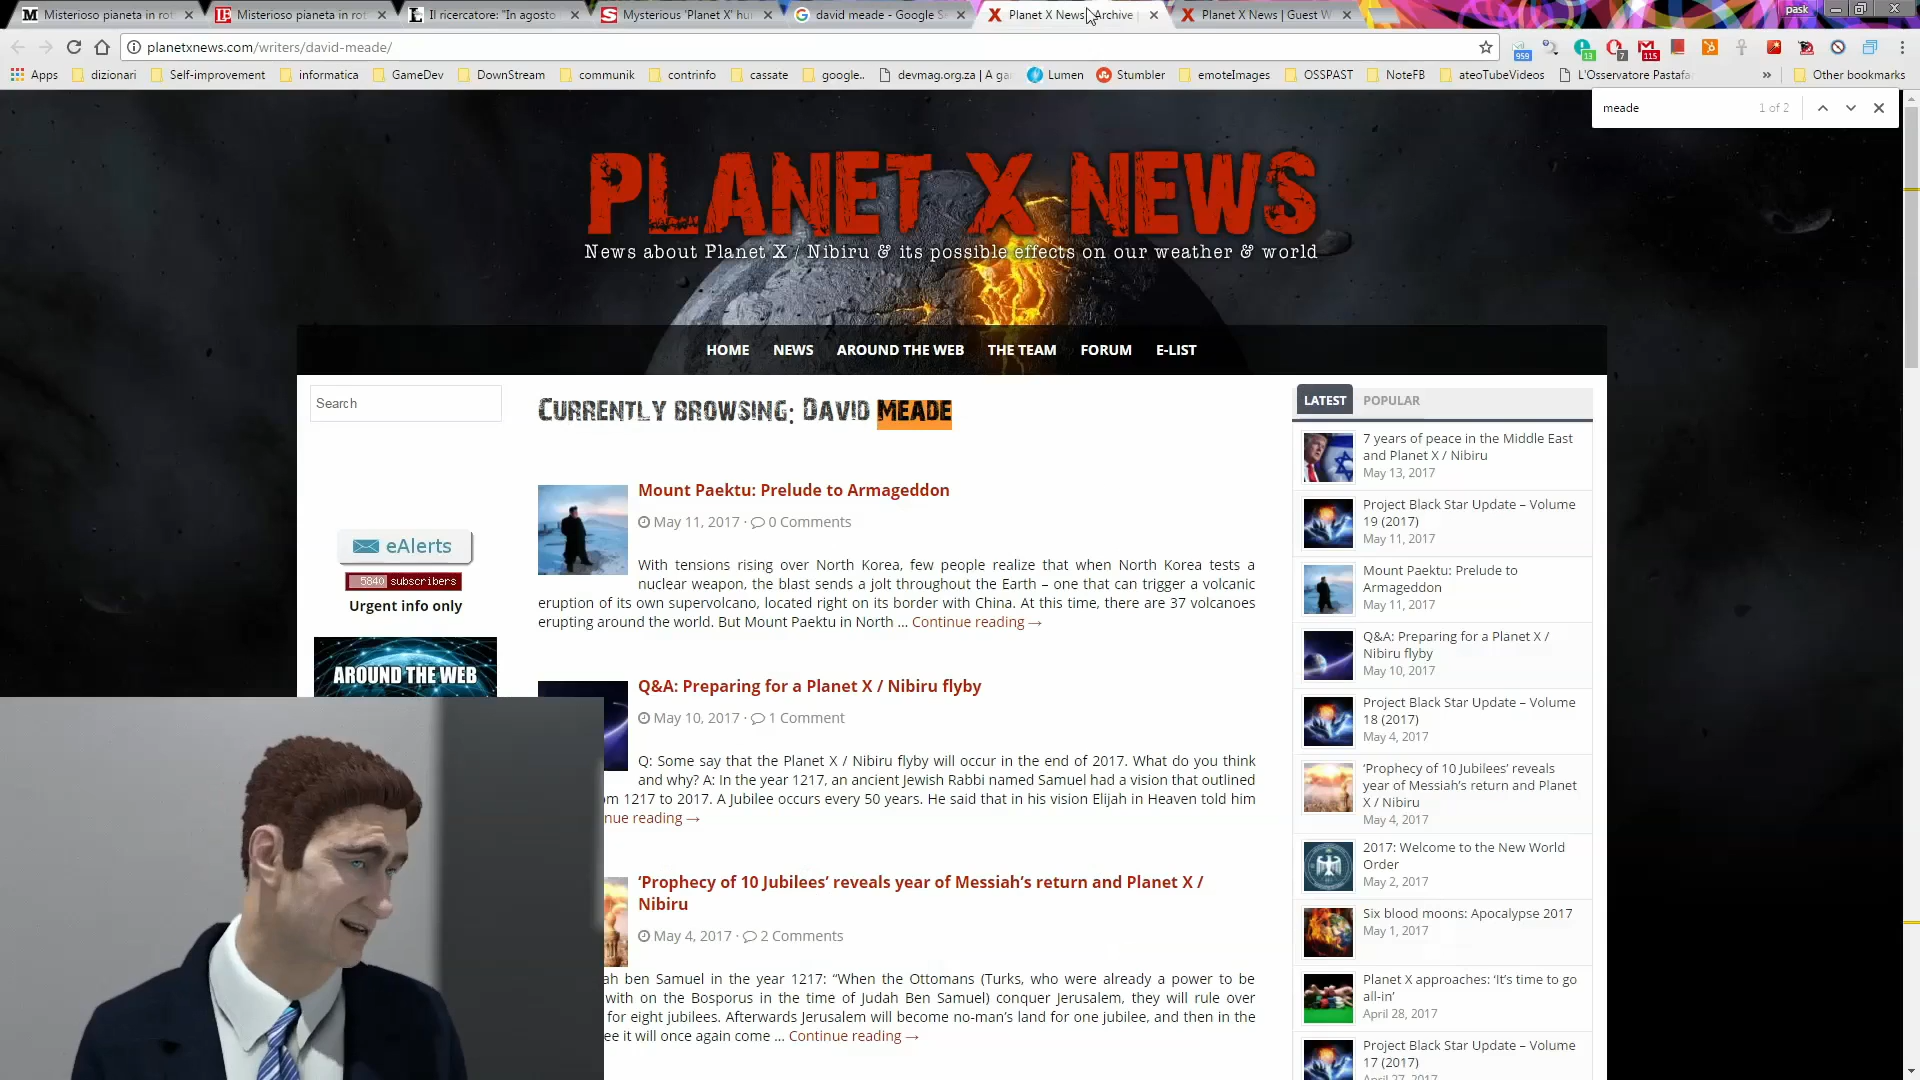 Misterioso pianeta in rot
Misterioso pianeta in rot
Il ricercatore: "In agosto
Mysterious 'Planet X' hu
david meade - Google S
Planet X News | Archive
Planet X News | Guest W
pask
planetxnews.com/writers/david-meade/
959
13
7
115
Apps
dizionari
Self-improvement
informatica
GameDev
DownStream
communik
contrinfo
cassate
google..
devmag.org.za | A ga
Lumen
Stumbler
emoteImages
OSSPAST
NoteFB
ateoTubeVideos
L'Osservatore Pastafa
»
Other bookmarks
meade
1 of 2
PLANET X NEWS
News about Planet X / Nibiru & its possible effects on our weather & world
HOME NEWS AROUND THE WEB THE TEAM FORUM E-LIST
Search
eAlerts
5840 subscribers
Urgent info only
AROUND THE WEB
Currently browsing: David Meade
Mount Paektu: Prelude to Armageddon
May 11, 2017 · 0 Comments
With tensions rising over North Korea, few people realize that when North Korea tests a
nuclear weapon, the blast sends a jolt throughout the Earth – one that can trigger a volcanic
eruption of its own supervolcano, located right on its border with China. At this time, there are 37 volcanoes
erupting around the world. But Mount Paektu in North ... Continue reading →
Q&A: Preparing for a Planet X / Nibiru flyby
May 10, 2017 · 1 Comment
Q: Some say that the Planet X / Nibiru flyby will occur in the end of 2017. What do you think
and why? A: In the year 1217, an ancient Jewish Rabbi named Samuel had a vision that outlined
om 1217 to 2017. A Jubilee occurs every 50 years. He said that in his vision Elijah in Heaven told him
nue reading →
'Prophecy of 10 Jubilees' reveals year of Messiah's return and Planet X /
Nibiru
May 4, 2017 · 2 Comments
ah ben Samuel in the year 1217: "When the Ottomans (Turks, who were already a power to be
with on the Bosporus in the time of Judah Ben Samuel) conquer Jerusalem, they will rule over
for eight jubilees. Afterwards Jerusalem will become no-man's land for one jubilee, and then in the
ee it will once again come ... Continue reading →
LATEST POPULAR
7 years of peace in the Middle East
and Planet X / Nibiru
May 13, 2017
Project Black Star Update – Volume
19 (2017)
May 11, 2017
Mount Paektu: Prelude to
Armageddon
May 11, 2017
Q&A: Preparing for a Planet X /
Nibiru flyby
May 10, 2017
Project Black Star Update – Volume
18 (2017)
May 4, 2017
'Prophecy of 10 Jubilees' reveals
year of Messiah's return and Planet
X / Nibiru
May 4, 2017
2017: Welcome to the New World
Order
May 2, 2017
Six blood moons: Apocalypse 2017
May 1, 2017
Planet X approaches: 'It's time to go
all-in'
April 28, 2017
Project Black Star Update – Volume
17 (2017)
April 27, 2017